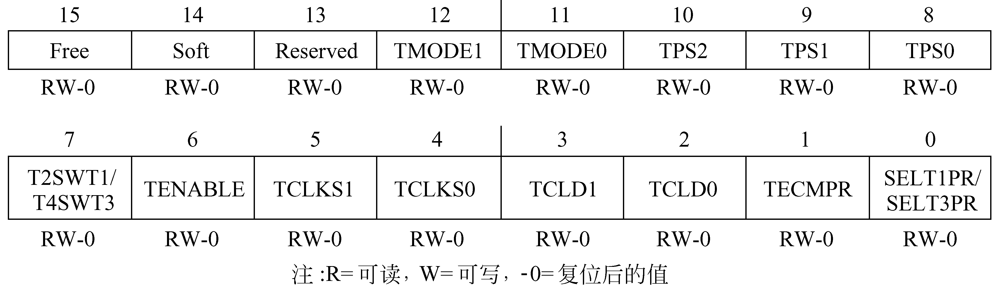 15 14 13 12 11 10 9 8
Free Soft Reserved TMODE1 TMODE0 TPS2 TPS1 TPS0
RW-0 RW-0 RW-0 RW-0 RW-0 RW-0 RW-0 RW-0
7 6 5 4 3 2 1 0
T2SWT1/ T4SWT3 TENABLE TCLKS1 TCLKS0 TCLD1 TCLD0 TECMPR SELT1PR/ SELT3PR
RW-0 RW-0 RW-0 RW-0 RW-0 RW-0 RW-0 RW-0
注:R=可读，W=可写，-0=复位后的值